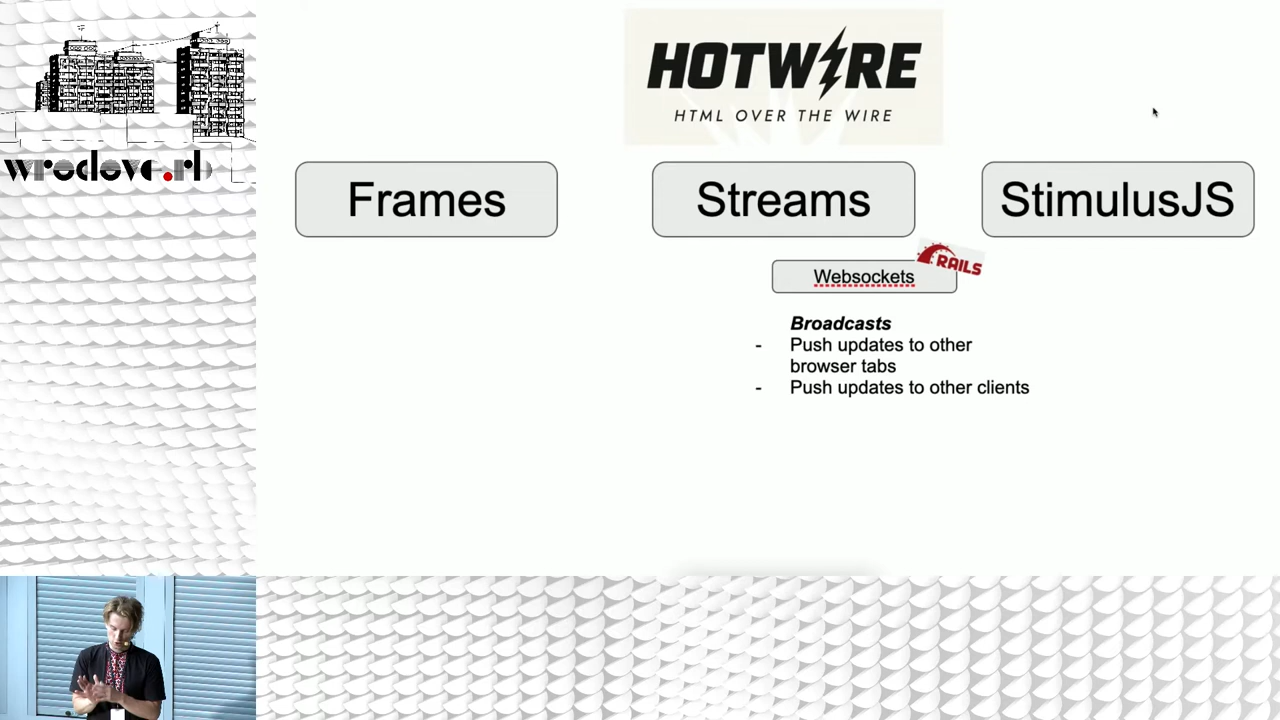 HOTWIRE
HTML OVER THE WIRE
wroclove.rb
Frames
Streams
StimulusJS
RAILS
Websockets
Broadcasts
- Push updates to other
browser tabs
- Push updates to other clients